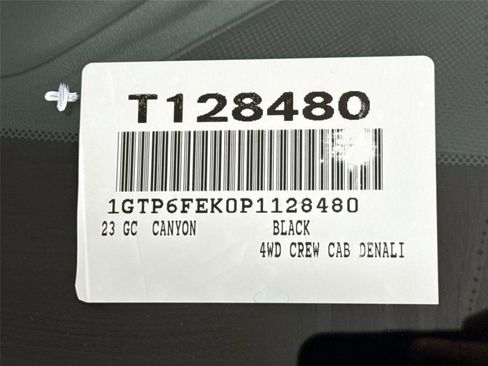 T128480
1GTP6FEK0P1128480
23 GC CANYON BLACK
4WD CREW CAB DENALI